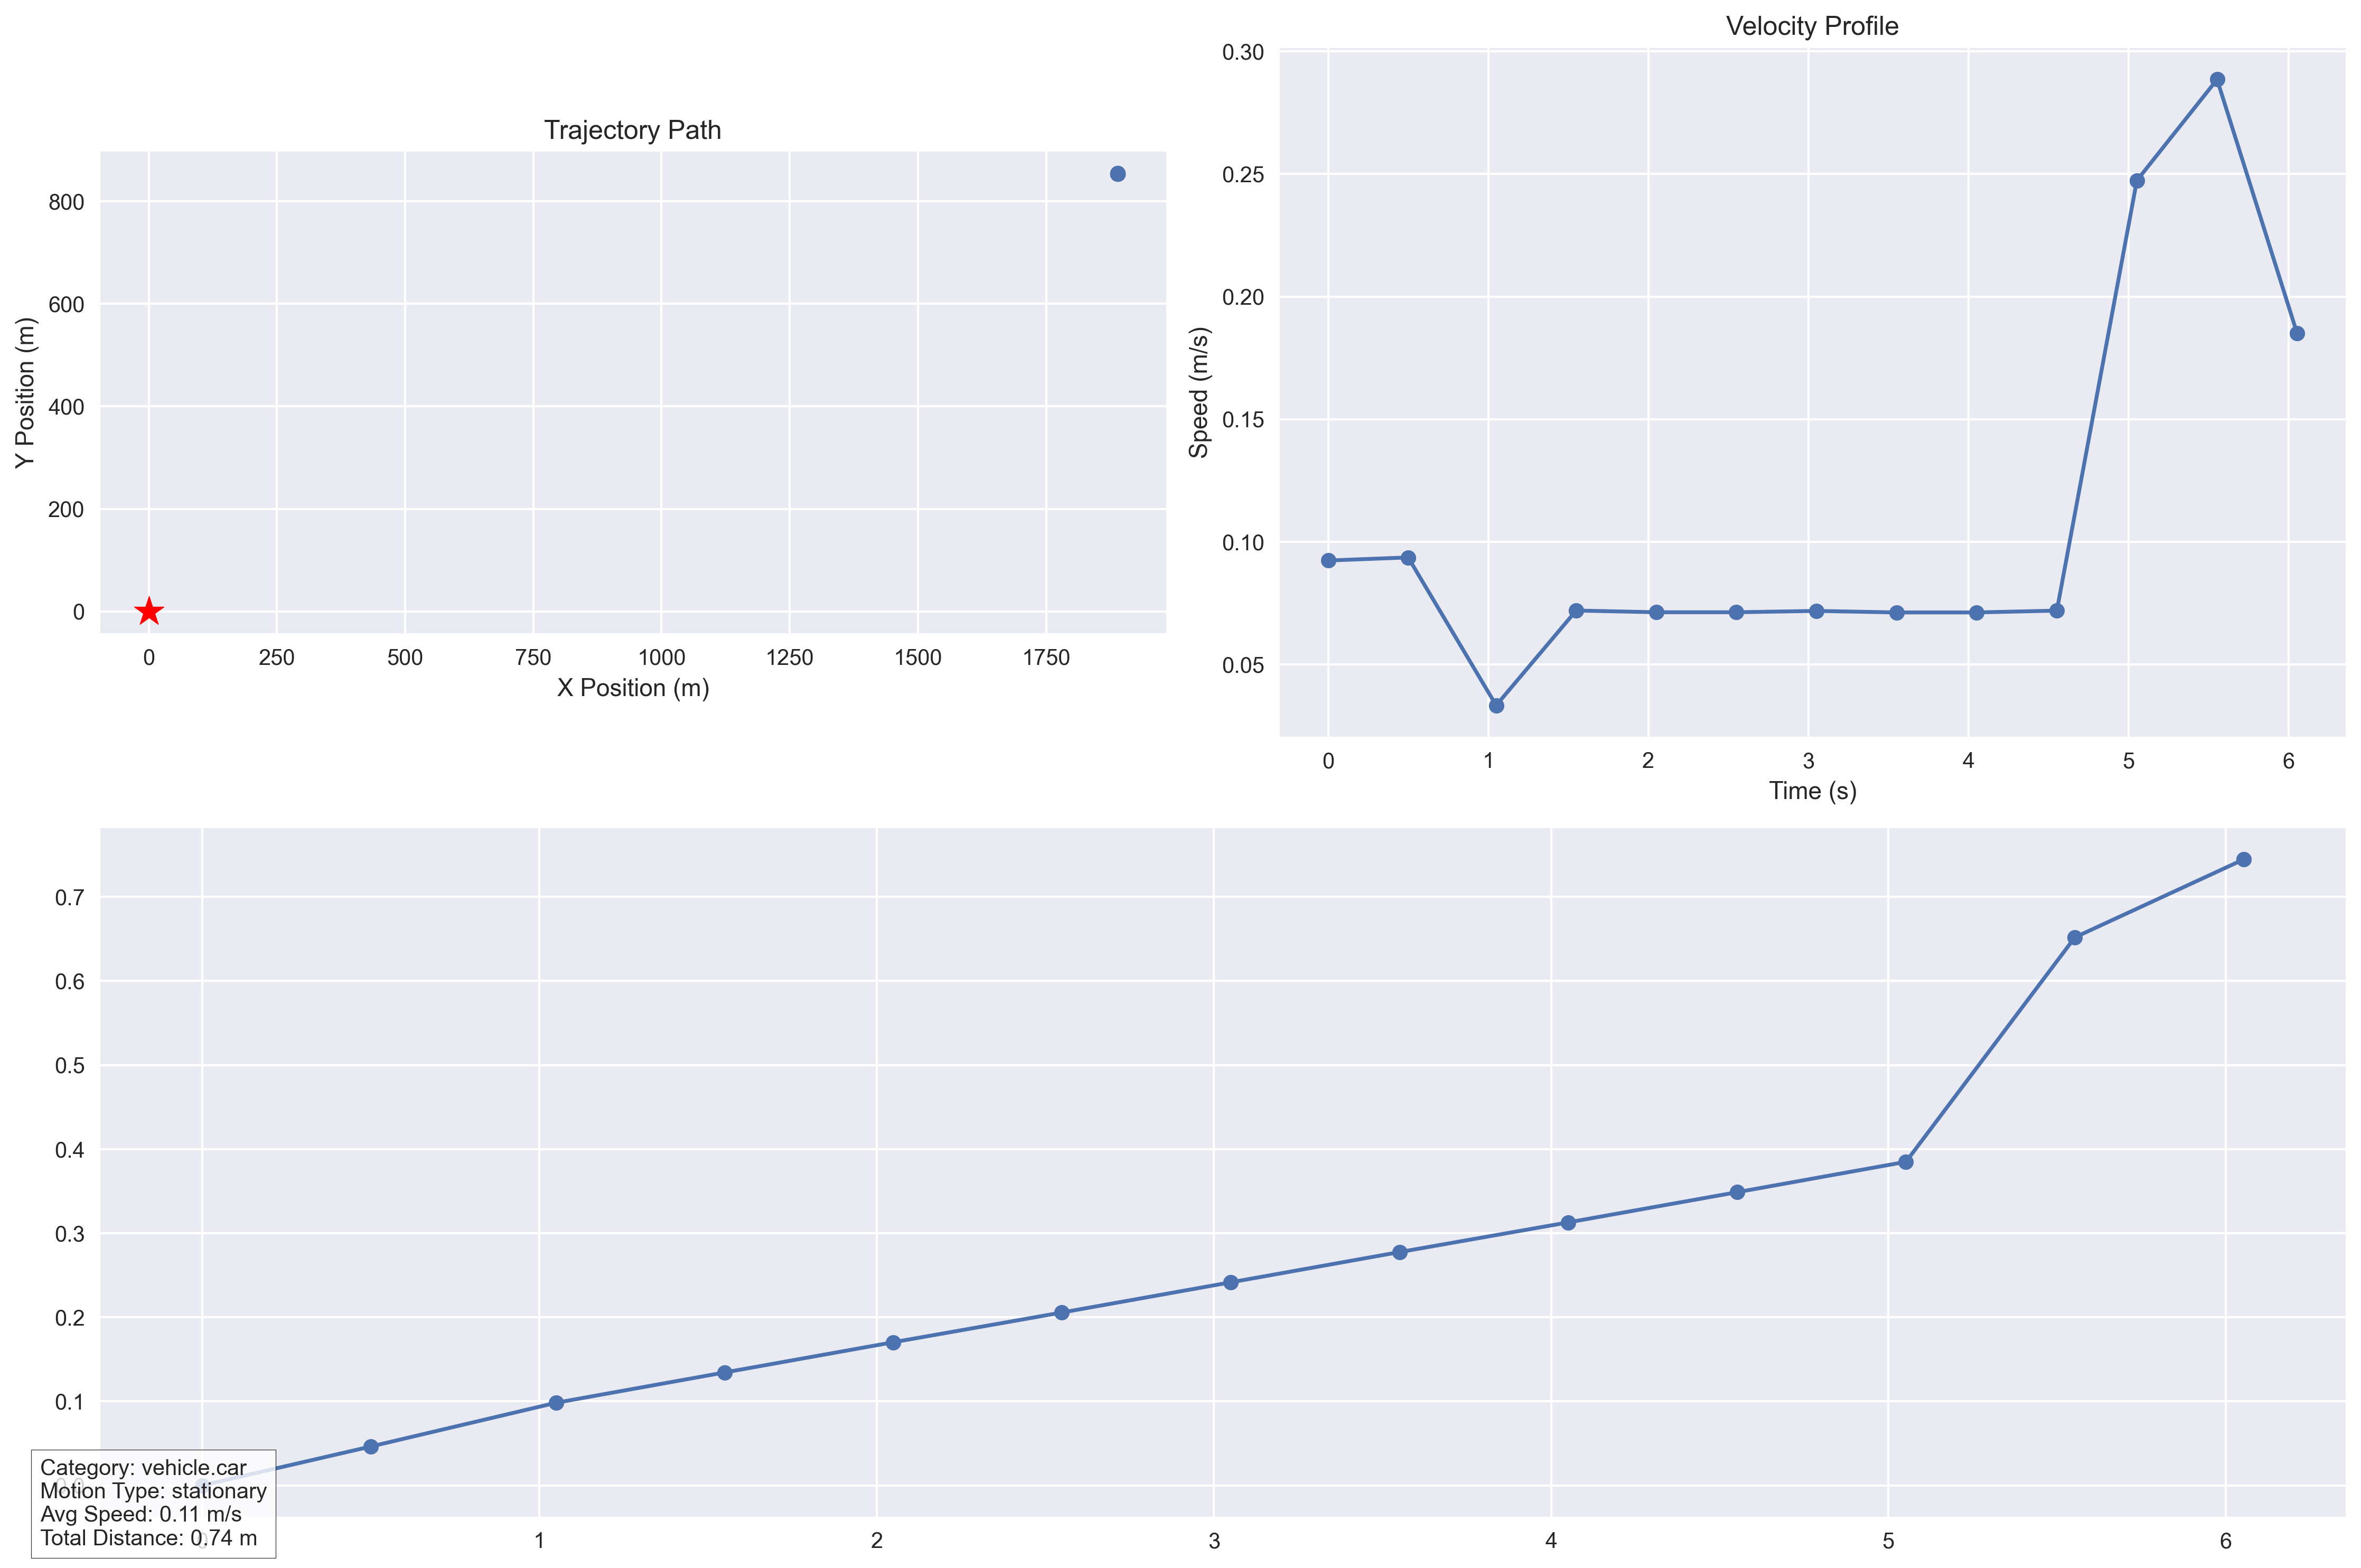 Trajectory Path
Y Position (m)
800
600
400
200
0
0 250 500 750 1000 1250 1500 1750
X Position (m)
Velocity Profile
Speed (m/s)
0.30
0.25
0.20
0.15
0.10
0.05
0 1 2 3 4 5 6
Time (s)
0.7
0.6
0.5
0.4
0.3
0.2
0.1
0.0
0 1 2 3 4 5 6
Category: vehicle.car
Motion Type: stationary
Avg Speed: 0.11 m/s
Total Distance: 0.74 m